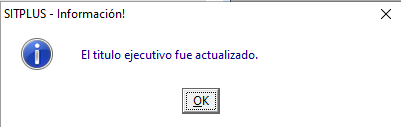 SITPLUS - Información!
El titulo ejecutivo fue actualizado.
OK